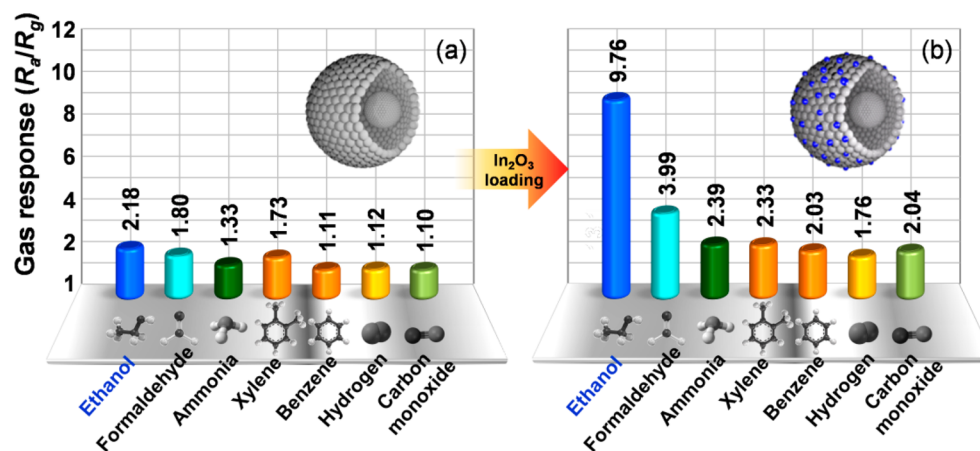 Gas response (Ra/Rg)
12
10
8
6
4
2
1
(a)
2.18
1.80
1.33
1.73
1.11
1.12
1.10
Ethanol
Formaldehyde
Ammonia
Xylene
Benzene
Hydrogen
Carbon
monoxide
In2O3
loading
(b)
9.76
3.99
2.39
2.33
2.03
1.76
2.04
Ethanol
Formaldehyde
Ammonia
Xylene
Benzene
Hydrogen
Carbon
monoxide